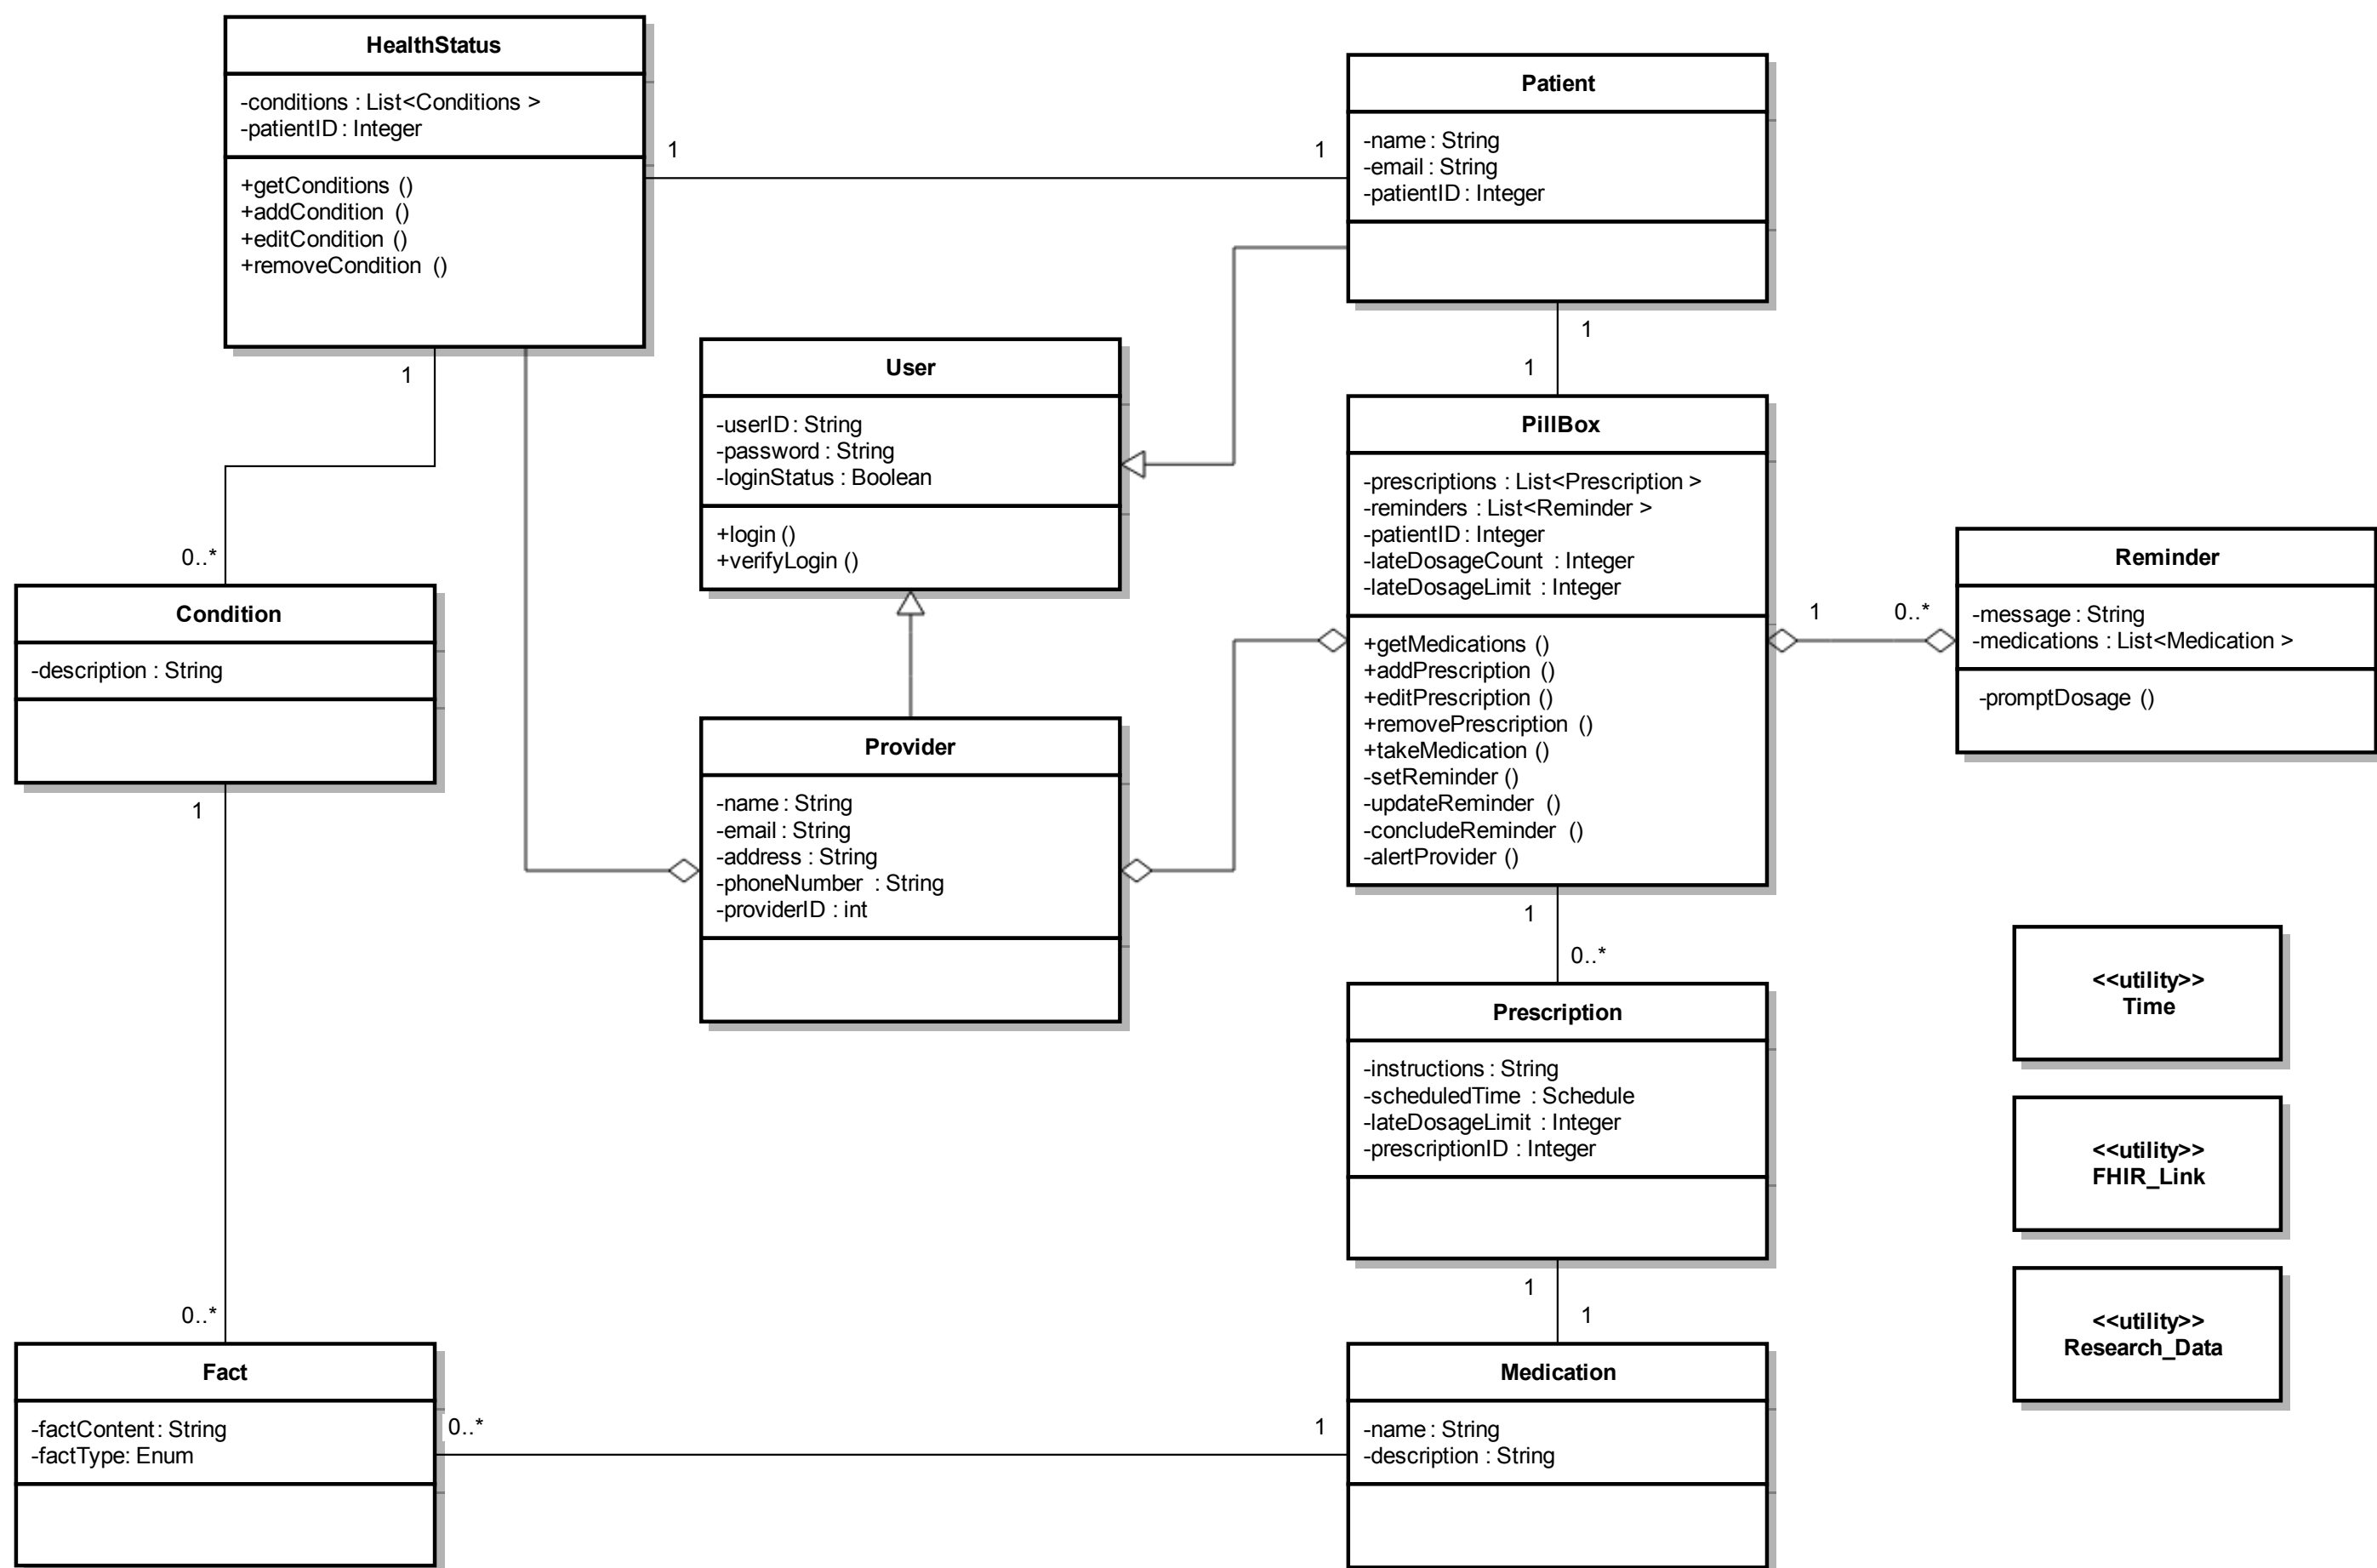 HealthStatus
-conditions : List<Conditions >
-patientID : Integer
+getConditions ()
+addCondition ()
+editCondition ()
+removeCondition ()
1
1
Patient
-name : String
-email : String
-patientID : Integer
1
1
1
User
-userID : String
-password : String
-loginStatus : Boolean
+login ()
+verifyLogin ()
PillBox
-prescriptions : List<Prescription >
-reminders : List<Reminder >
-patientID : Integer
-lateDosageCount : Integer
-lateDosageLimit : Integer
+getMedications ()
+addPrescription ()
+editPrescription ()
+removePrescription ()
+takeMedication ()
-setReminder ()
-updateReminder ()
-concludeReminder ()
-alertProvider ()
1
0..*
Reminder
-message : String
-medications : List<Medication >
-promptDosage ()
0..*
Condition
-description : String
1
Provider
-name : String
-email : String
-address : String
-phoneNumber : String
-providerID : int
1
0..*
Prescription
-instructions : String
-scheduledTime : Schedule
-lateDosageLimit : Integer
-prescriptionID : Integer
1
1
<<utility>>
Time
<<utility>>
FHIR_Link
<<utility>>
Research_Data
0..*
Fact
-factContent: String
-factType: Enum
0..*
1
Medication
-name : String
-description : String